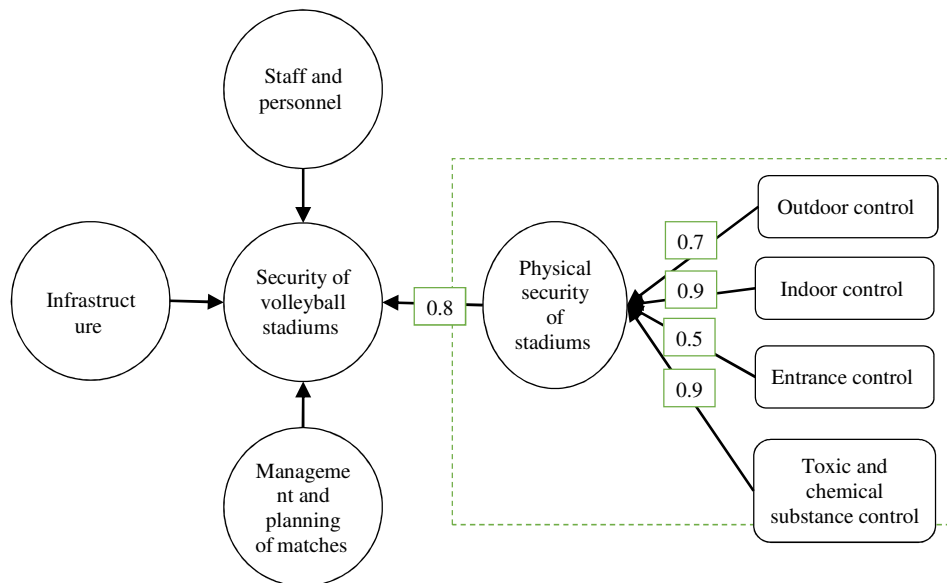 Staff and
personnel
Infrastruct
ure
Security of
volleyball
stadiums
Manageme
nt and
planning
of matches
0.8
Physical
security
of
stadiums
0.7
0.9
0.5
0.9
Outdoor control
Indoor control
Entrance control
Toxic and
chemical
substance control